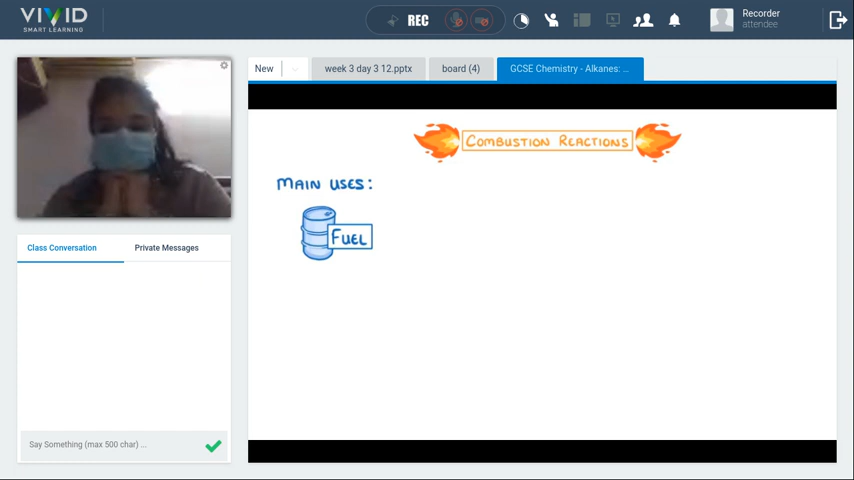 VIVID
SMART LEARNING
REC
Recorder
attendee
New
week 3 day 3 12.pptx
board (4)
GCSE Chemistry - Alkanes: ...
COMBUSTION REACTIONS
MAIN USES:
FUEL
Class Conversation
Private Messages
Say Something (max 500 char) ...